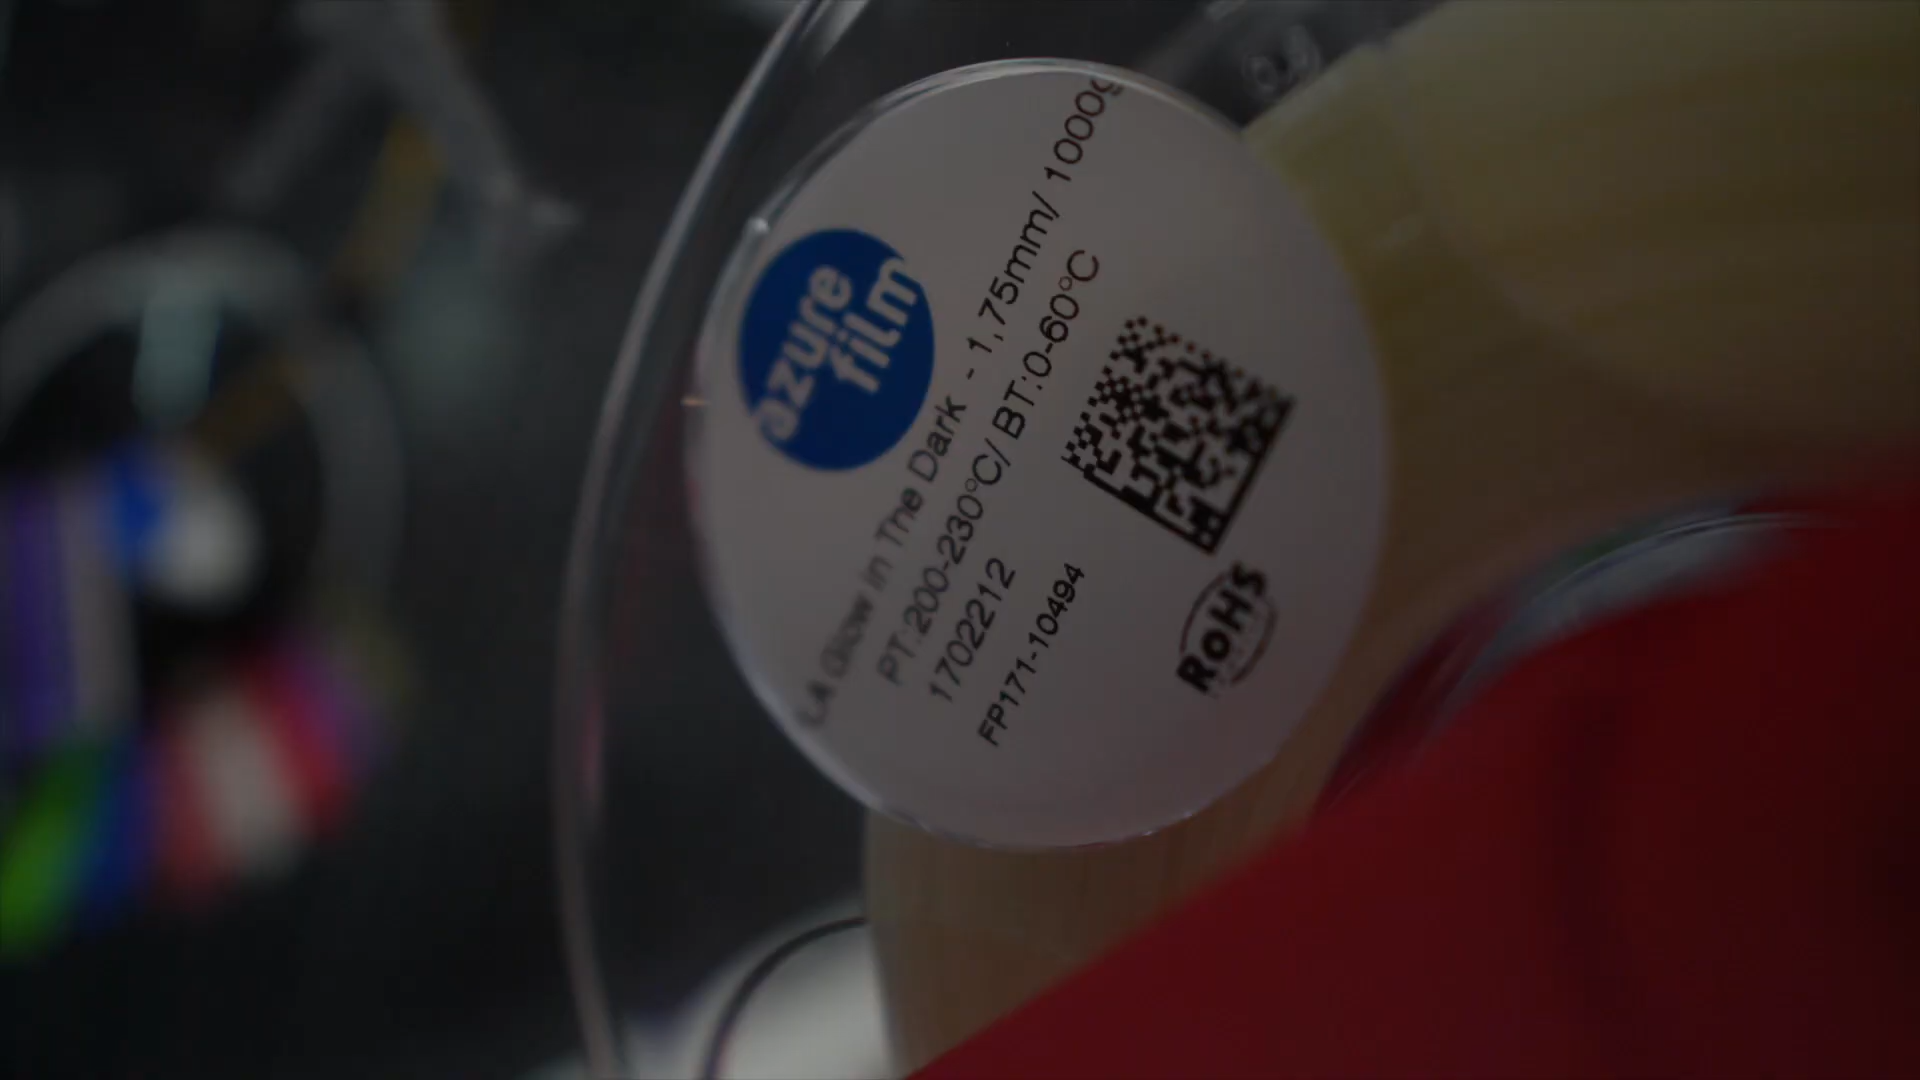 azure
film
LA Glow in The Dark - 1,75mm/ 1000g
PT:200-230°C/ BT:0-60°C
1702212
FP171-10494
RoHS